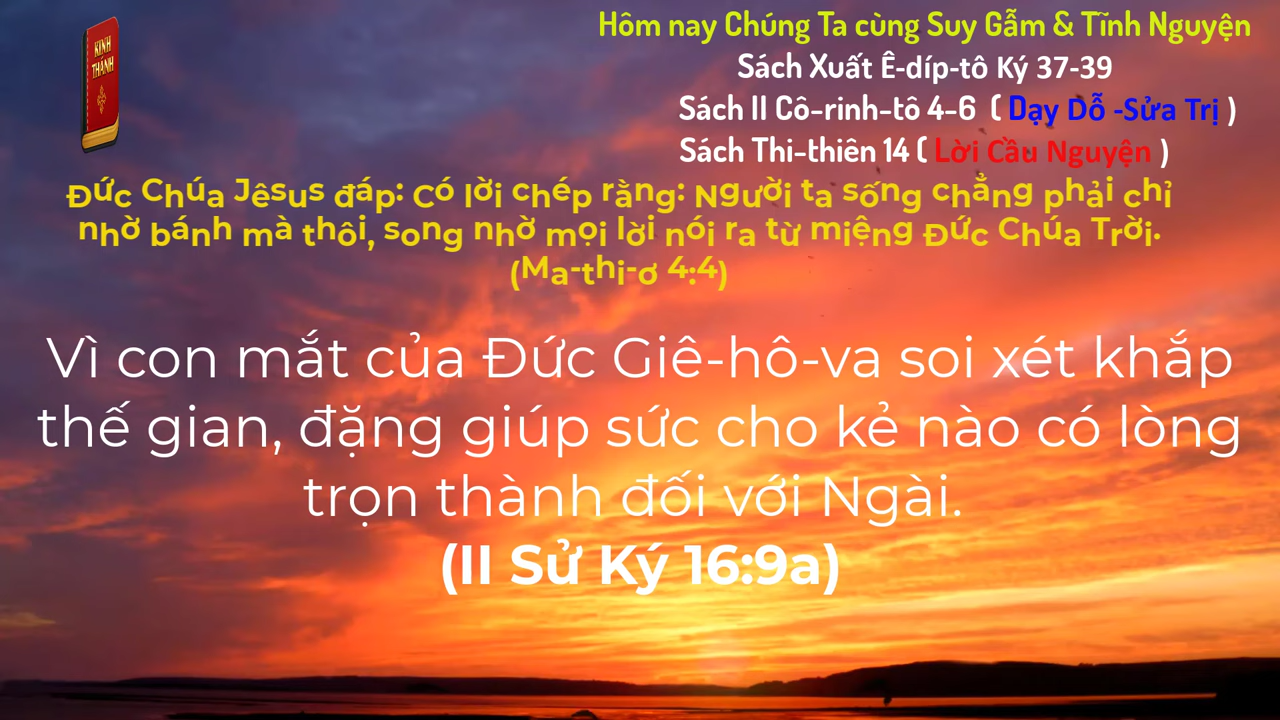 KINH
THÁNH
Hôm nay Chúng Ta cùng Suy Gẫm & Tĩnh Nguyện
Sách Xuất Ê-díp-tô Ký 37-39
Sách II Cô-rinh-tô 4-6 ( Dạy Dỗ -Sửa Trị )
Sách Thi-thiên 14 ( Lời Cầu Nguyện )
Đức Chúa Jêsus đáp: Có lời chép rằng: Người ta sống chẳng phải chỉ
nhờ bánh mà thôi, song nhờ mọi lời nói ra từ miệng Đức Chúa Trời.
(Ma-thi-ơ 4:4)
Vì con mắt của Đức Giê-hô-va soi xét khắp
thế gian, đặng giúp sức cho kẻ nào có lòng
trọn thành đối với Ngài.
(II Sử Ký 16:9a)